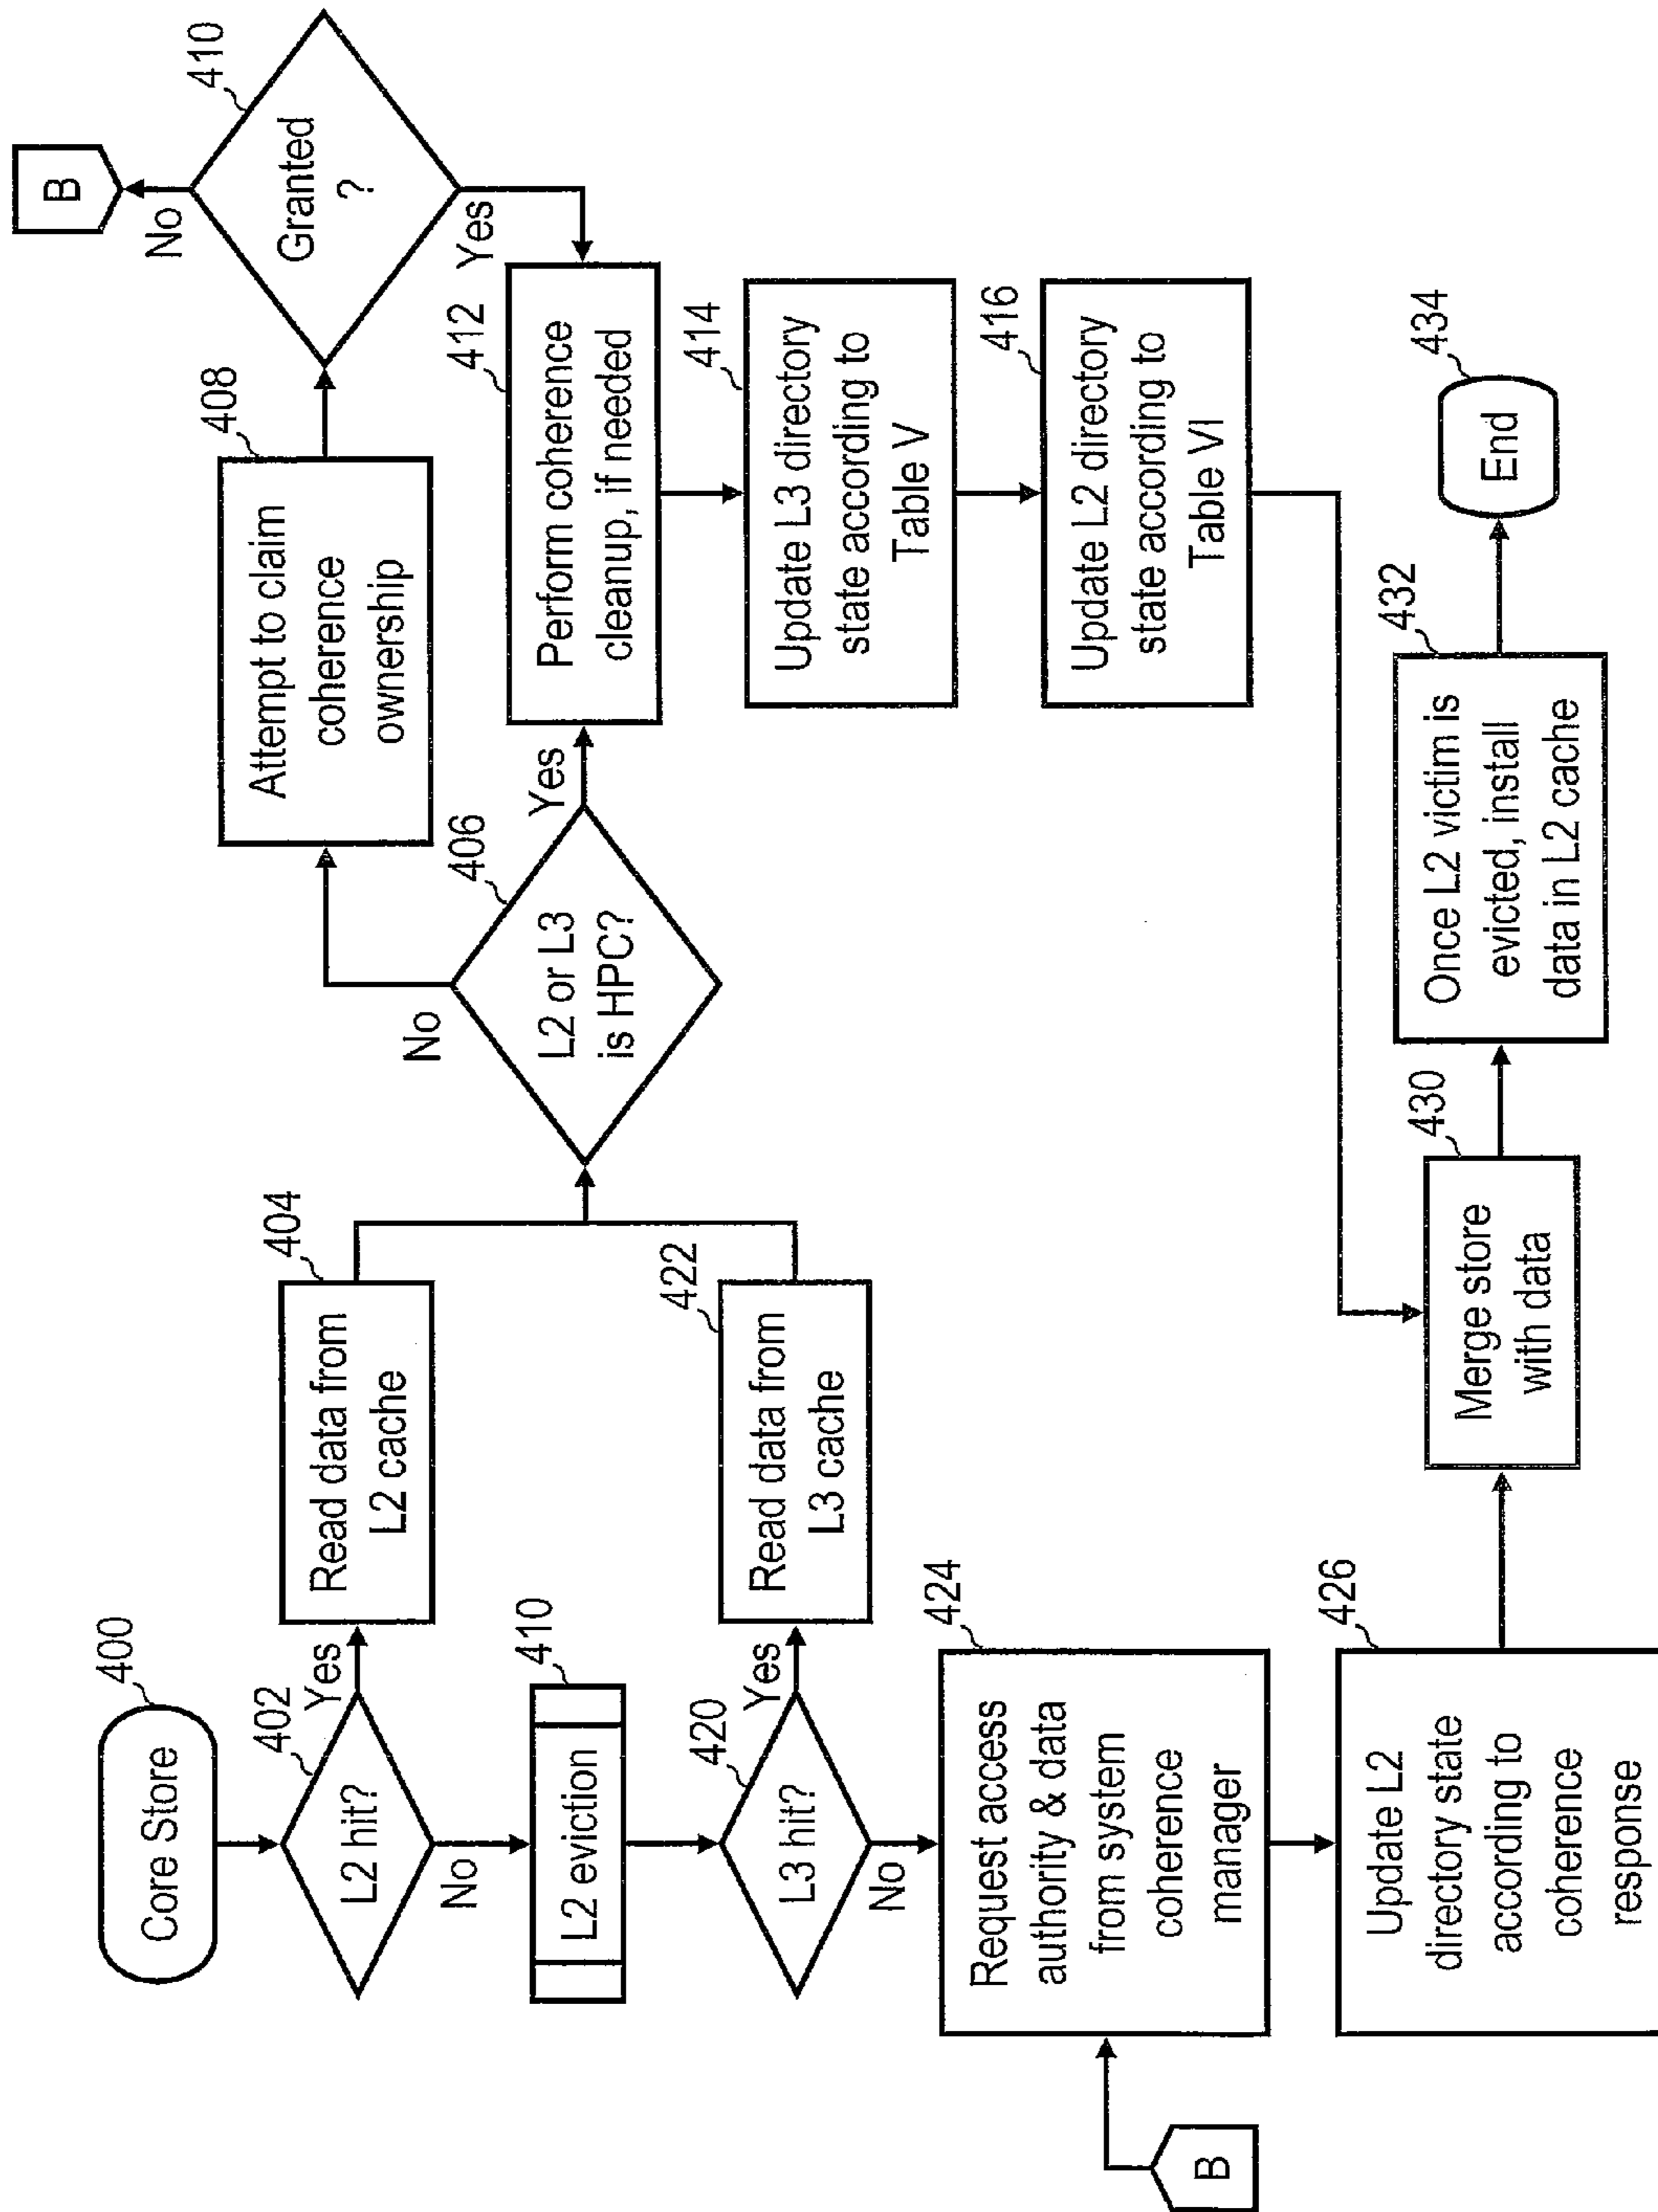 400
Core Store
402
L2 hit?
Yes
No
404
Read data from
L2 cache
410
L2 eviction
420
L3 hit?
Yes
No
422
Read data from
L3 cache
406
L2 or L3
is HPC?
No
Yes
408
Attempt to claim
coherence
ownership
410
Granted
?
No
Yes
B
412
Perform coherence
cleanup, if needed
414
Update L3 directory
state according to
Table V
416
Update L2 directory
state according to
Table VI
B
424
Request access
authority & data
from system
coherence
manager
426
Update L2
directory state
according to
coherence
response
430
Merge store
with data
432
Once L2 victim is
evicted, install
data in L2 cache
434
End